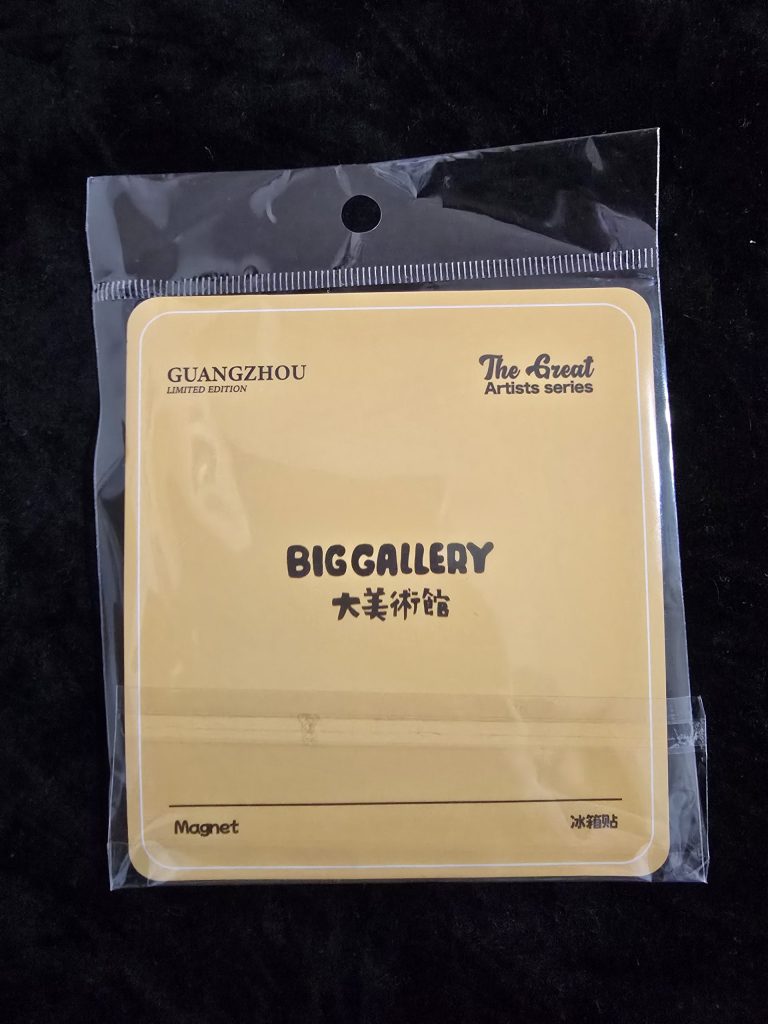 GUANGZHOU
LIMITED EDITION
The Great
Artists series
BIG GALLERY
大美術館
Magnet
冰箱贴